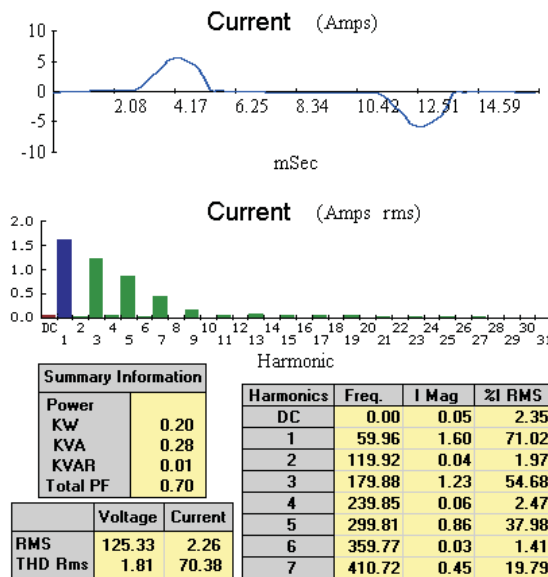 Current (Amps)
10
5
0
-5
-10
2.08 4.17 6.25 8.34 10.42 12.51 14.59
mSec
Current (Amps rms)
2.0
1.5
1.0
0.5
0.0
DC 2 4 6 8 10 12 14 16 18 20 22 24 26 28 30
1 3 5 7 9 11 13 15 17 19 21 23 25 27 29 31
Harmonic
Summary Information
Power
KW 0.20
KVA 0.28
KVAR 0.01
Total PF 0.70
Voltage Current
RMS 125.33 2.26
THD Rms 1.81 70.38
Harmonics Freq. I Mag %I RMS
DC 0.00 0.05 2.35
1 59.96 1.60 71.02
2 119.92 0.04 1.97
3 179.88 1.23 54.68
4 239.85 0.06 2.47
5 299.81 0.86 37.98
6 359.77 0.03 1.41
7 410.72 0.45 19.79